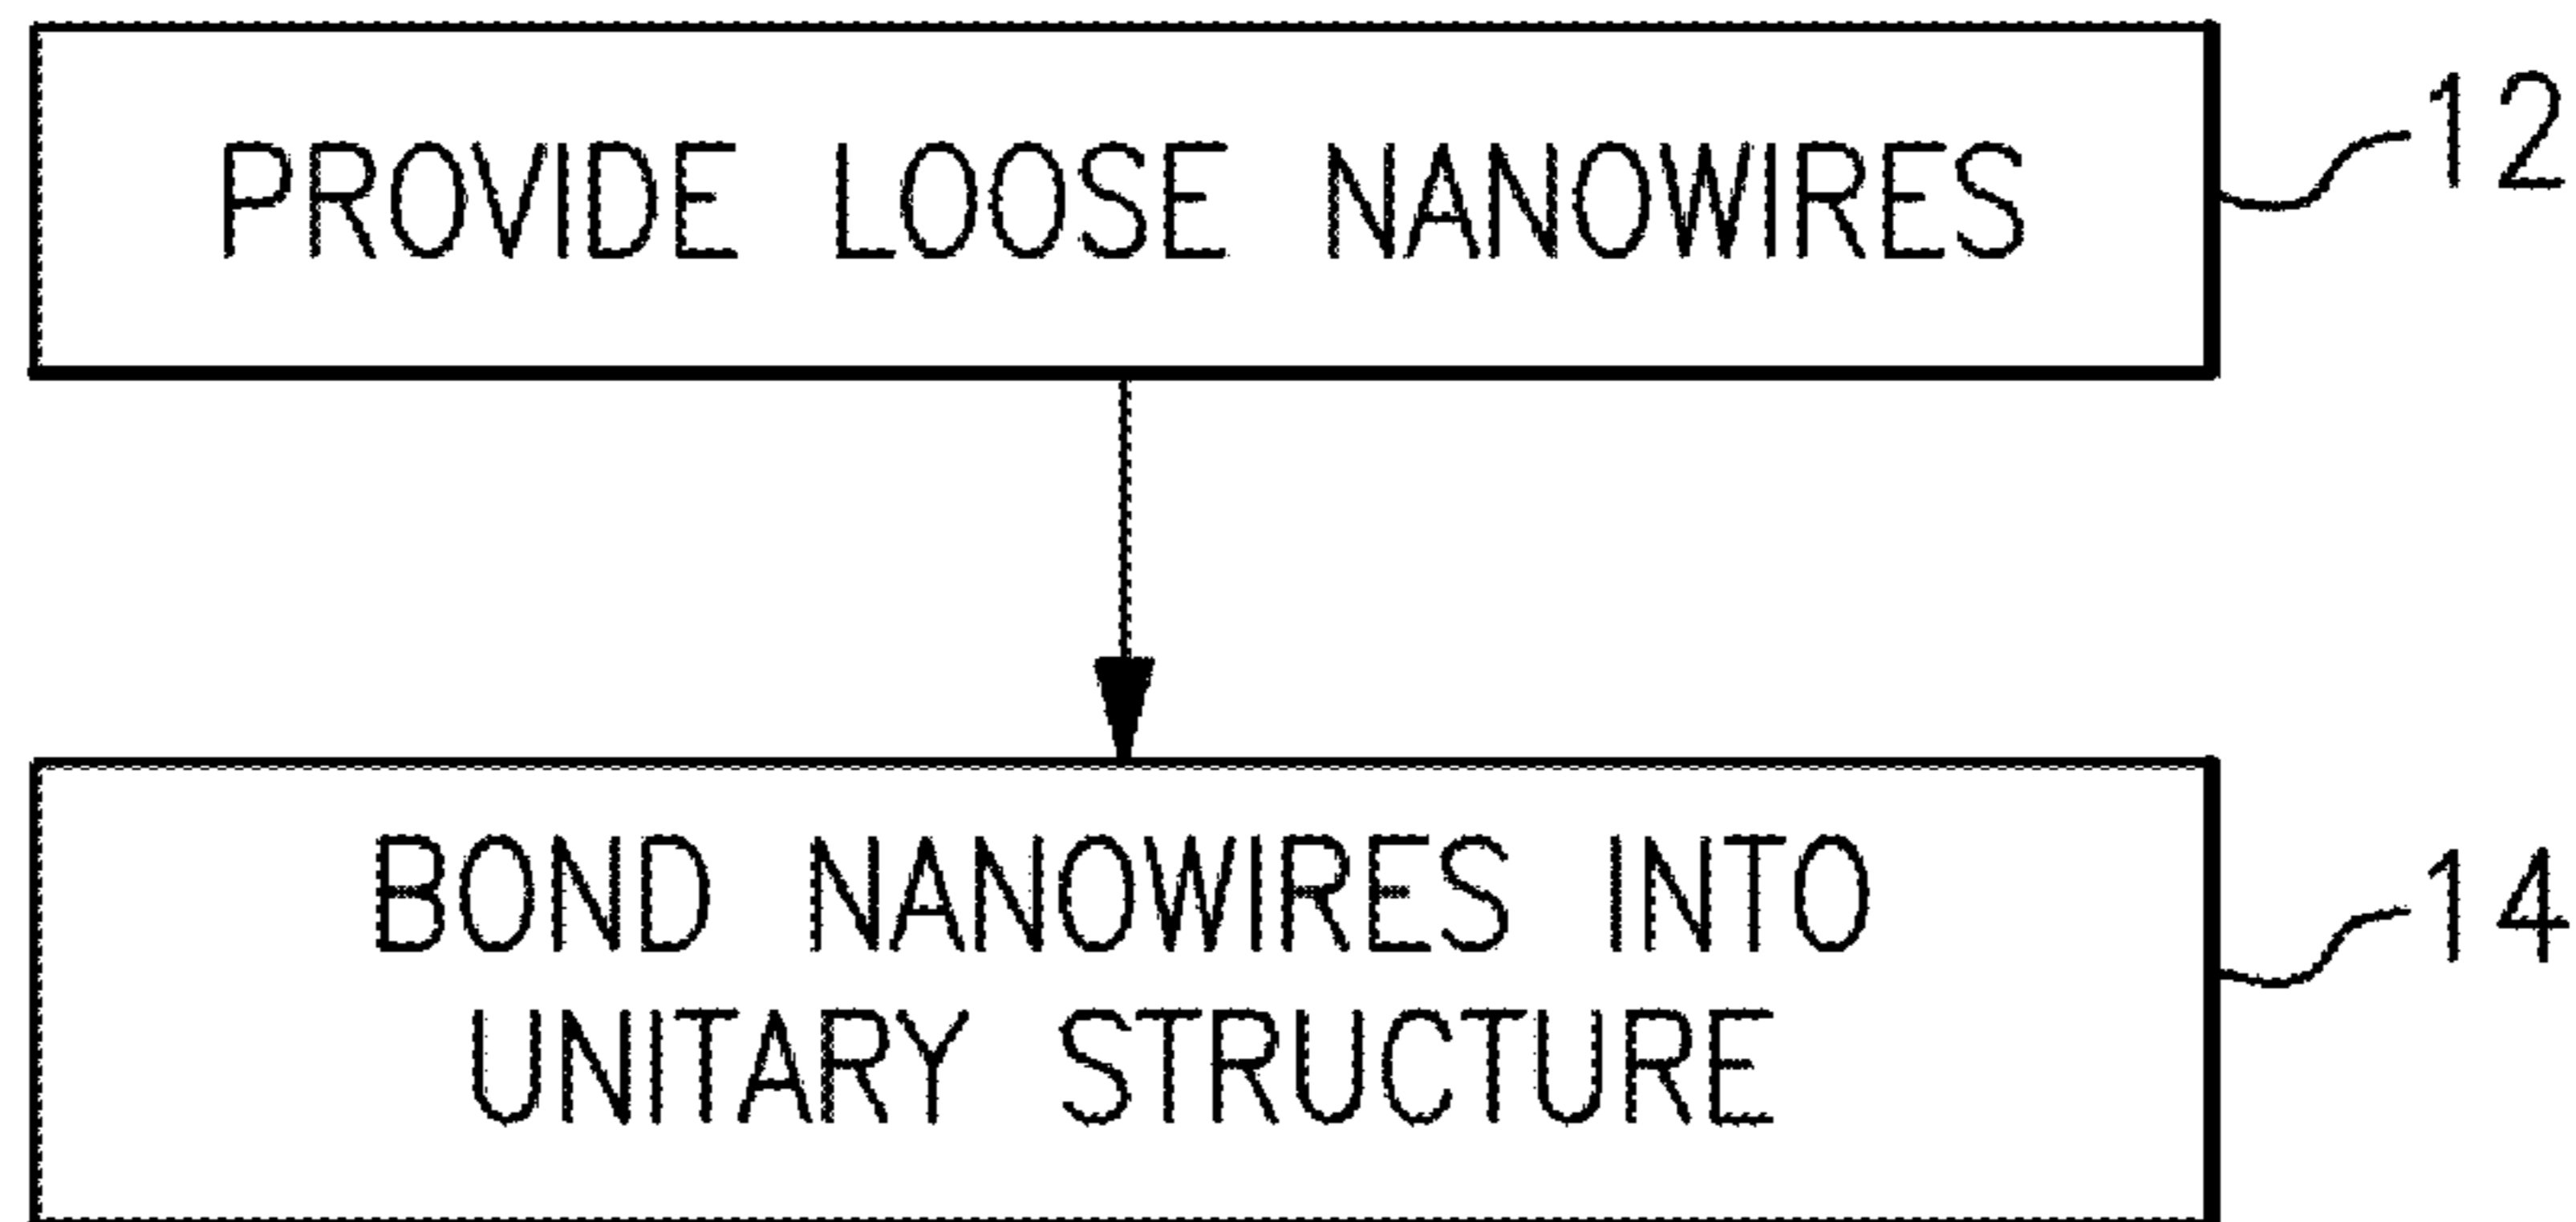 PROVIDE LOOSE NANOWIRES
12
BOND NANOWIRES INTO
UNITARY STRUCTURE
14